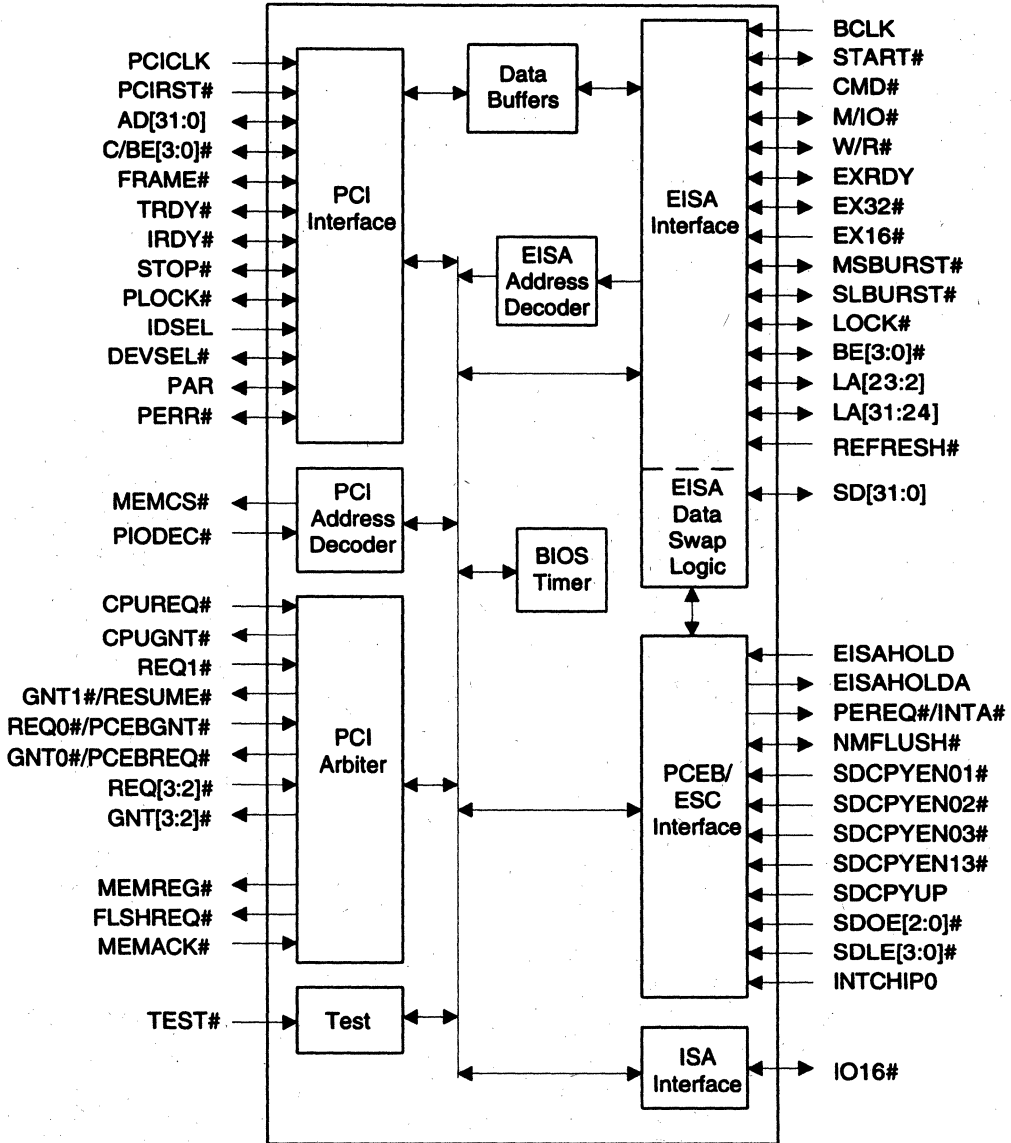 PCICLK
PCIRST#
AD[31:0]
C/BE[3:0]#
FRAME#
TRDY#
IRDY#
STOP#
PLOCK#
IDSEL
DEVSEL#
PAR
PERR#
MEMCS#
PIODEC#
CPUREQ#
CPUGNT#
REQ1#
GNT1#/RESUME#
REQ0#/PCEBGNT#
GNT0#/PCEBREQ#
REQ[3:2]#
GNT[3:2]#
MEMREG#
FLSHREQ#
MEMACK#
TEST#
PCI
Interface
PCI
Address
Decoder
PCI
Arbiter
Test
Data
Buffers
EISA
Address
Decoder
BIOS
Timer
EISA
Interface
EISA
Data
Swap
Logic
PCEB/
ESC
Interface
ISA
Interface
BCLK
START#
CMD#
M/IO#
W/R#
EXRDY
EX32#
EX16#
MSBURST#
SLBURST#
LOCK#
BE[3:0]#
LA[23:2]
LA[31:24]
REFRESH#
SD[31:0]
EISAHOLD
EISAHOLDA
PEREQ#/INTA#
NMFLUSH#
SDCPYEN01#
SDCPYEN02#
SDCPYEN03#
SDCPYEN13#
SDCPYUP
SDOE[2:0]#
SDLE[3:0]#
INTCHIP0
IO16#